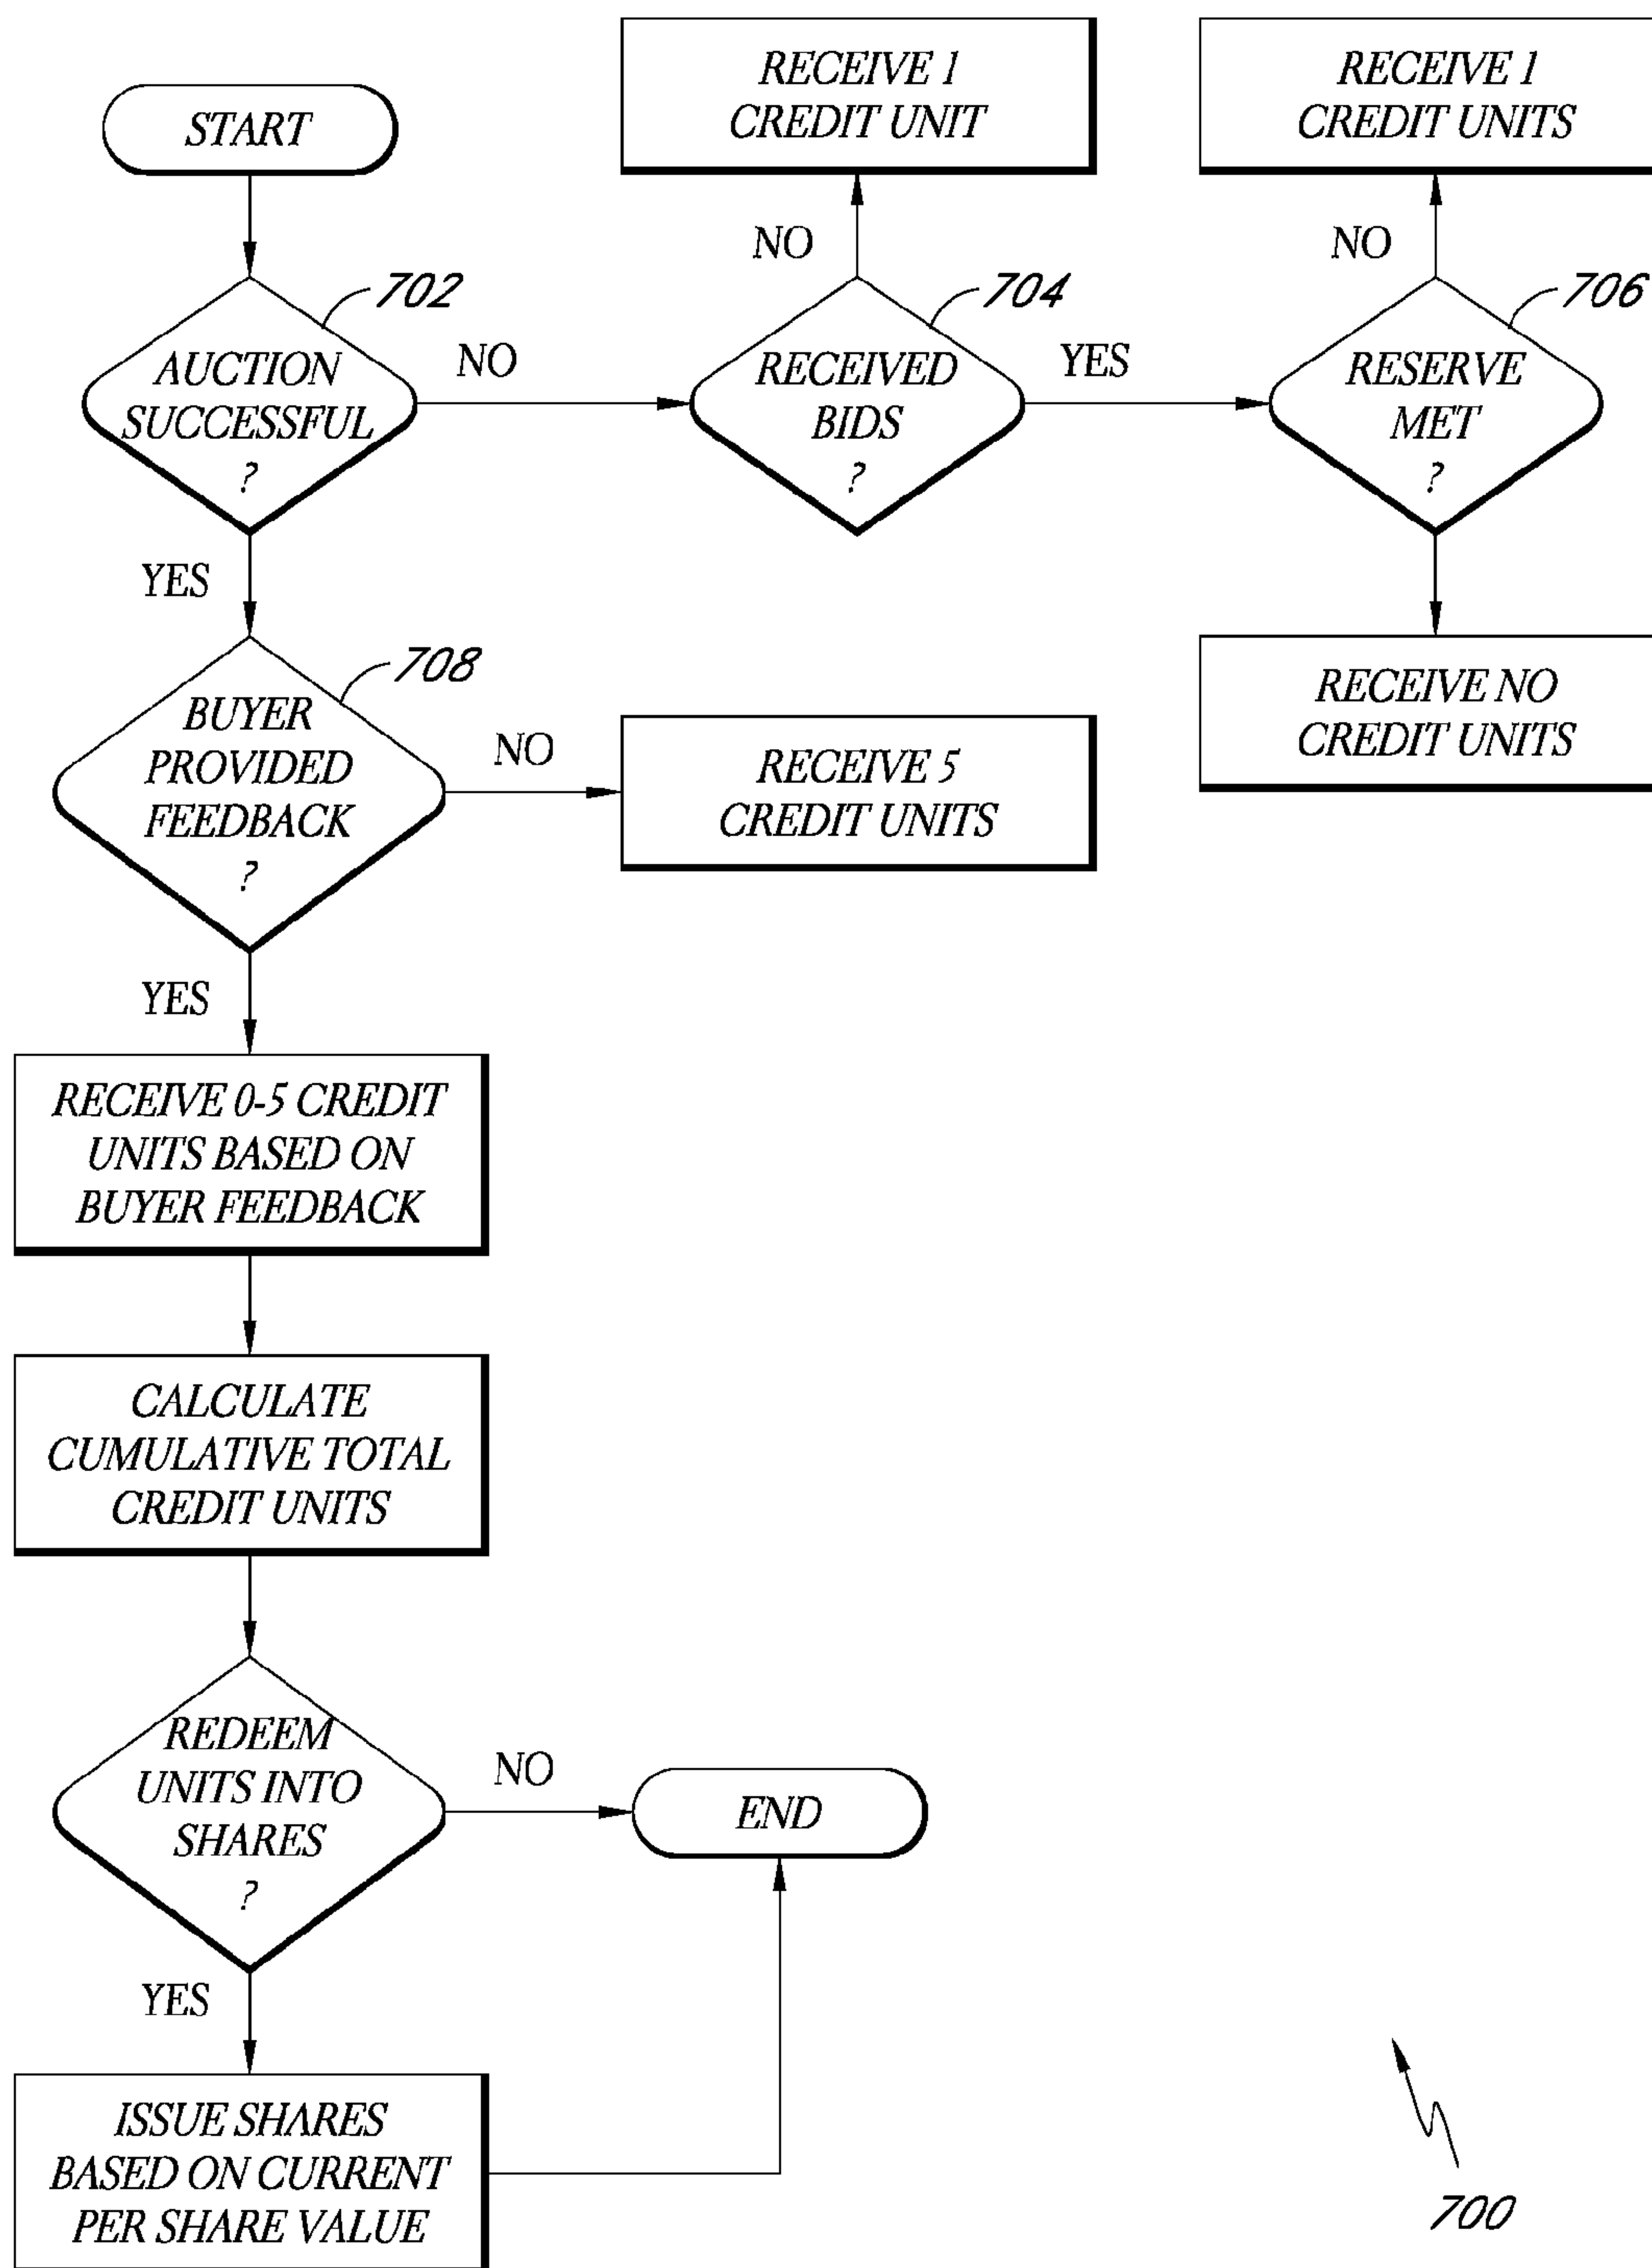 START
RECEIVE 1
CREDIT UNIT
RECEIVE 1
CREDIT UNITS
NO
NO
702
704
706
AUCTION
SUCCESSFUL
?
NO
RECEIVED
BIDS
?
YES
RESERVE
MET
?
YES
708
BUYER
PROVIDED
FEEDBACK
?
NO
RECEIVE 5
CREDIT UNITS
RECEIVE NO
CREDIT UNITS
YES
RECEIVE 0-5 CREDIT
UNITS BASED ON
BUYER FEEDBACK
CALCULATE
CUMULATIVE TOTAL
CREDIT UNITS
REDEEM
UNITS INTO
SHARES
?
NO
END
YES
ISSUE SHARES
BASED ON CURRENT
PER SHARE VALUE
700